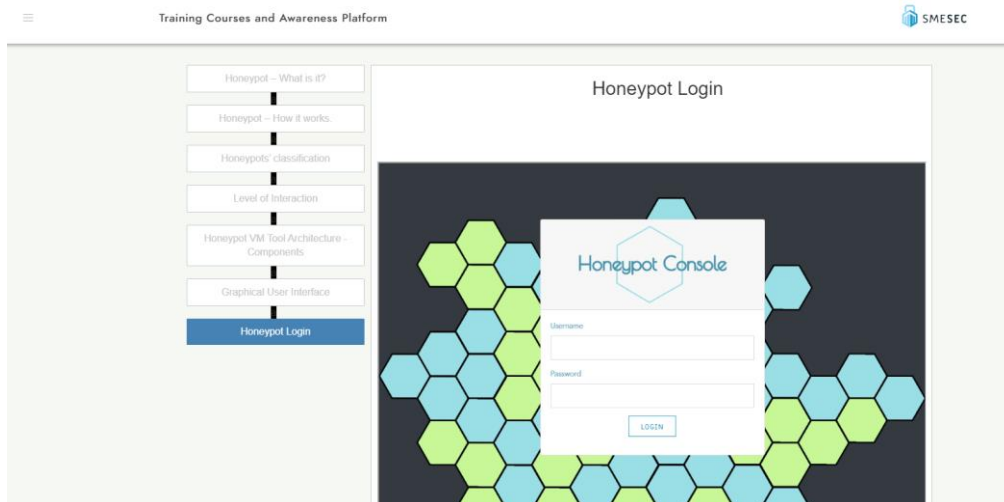 Training Courses and Awareness Platform
SMESEC
Honeypot – What is it?
Honeypot – How it works.
Honeypots' classification
Level of Interaction
Honeypot VM Tool Architecture -
Components
Graphical User Interface
Honeypot Login
Honeypot Login
Honeypot Console
Username
Password
LOGIN